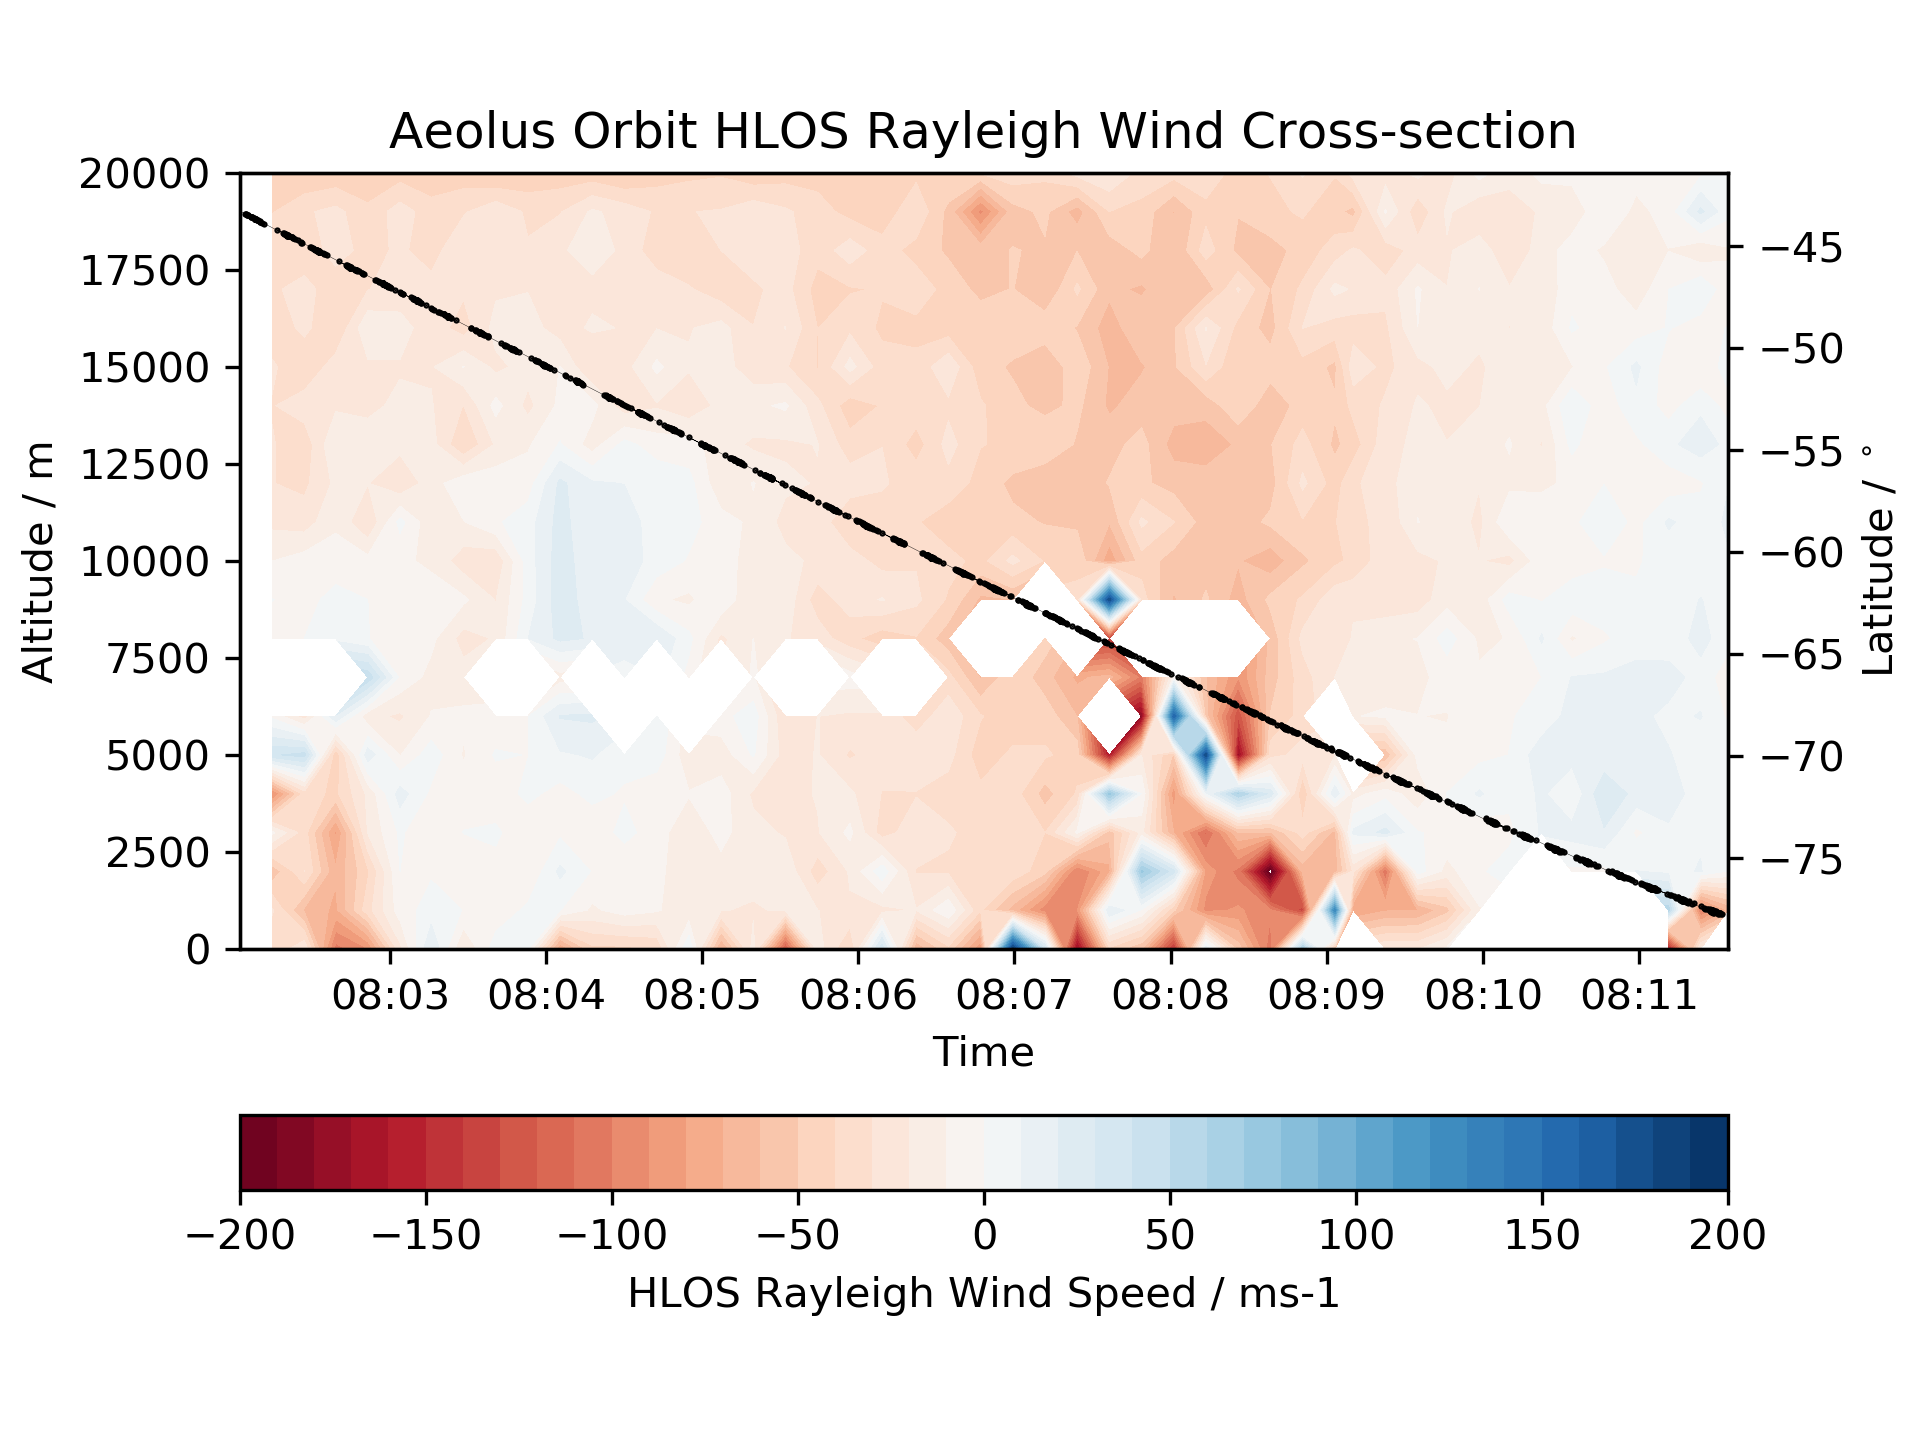 Aeolus Orbit HLOS Rayleigh Wind Cross-section
20000
17500
15000
12500
10000
7500
5000
2500
0
Altitude / m
−45
−50
−55
−60
−65
−70
−75
Latitude / °
08:03 08:04 08:05 08:06 08:07 08:08 08:09 08:10 08:11
Time
−200 −150 −100 −50 0 50 100 150 200
HLOS Rayleigh Wind Speed / ms-1